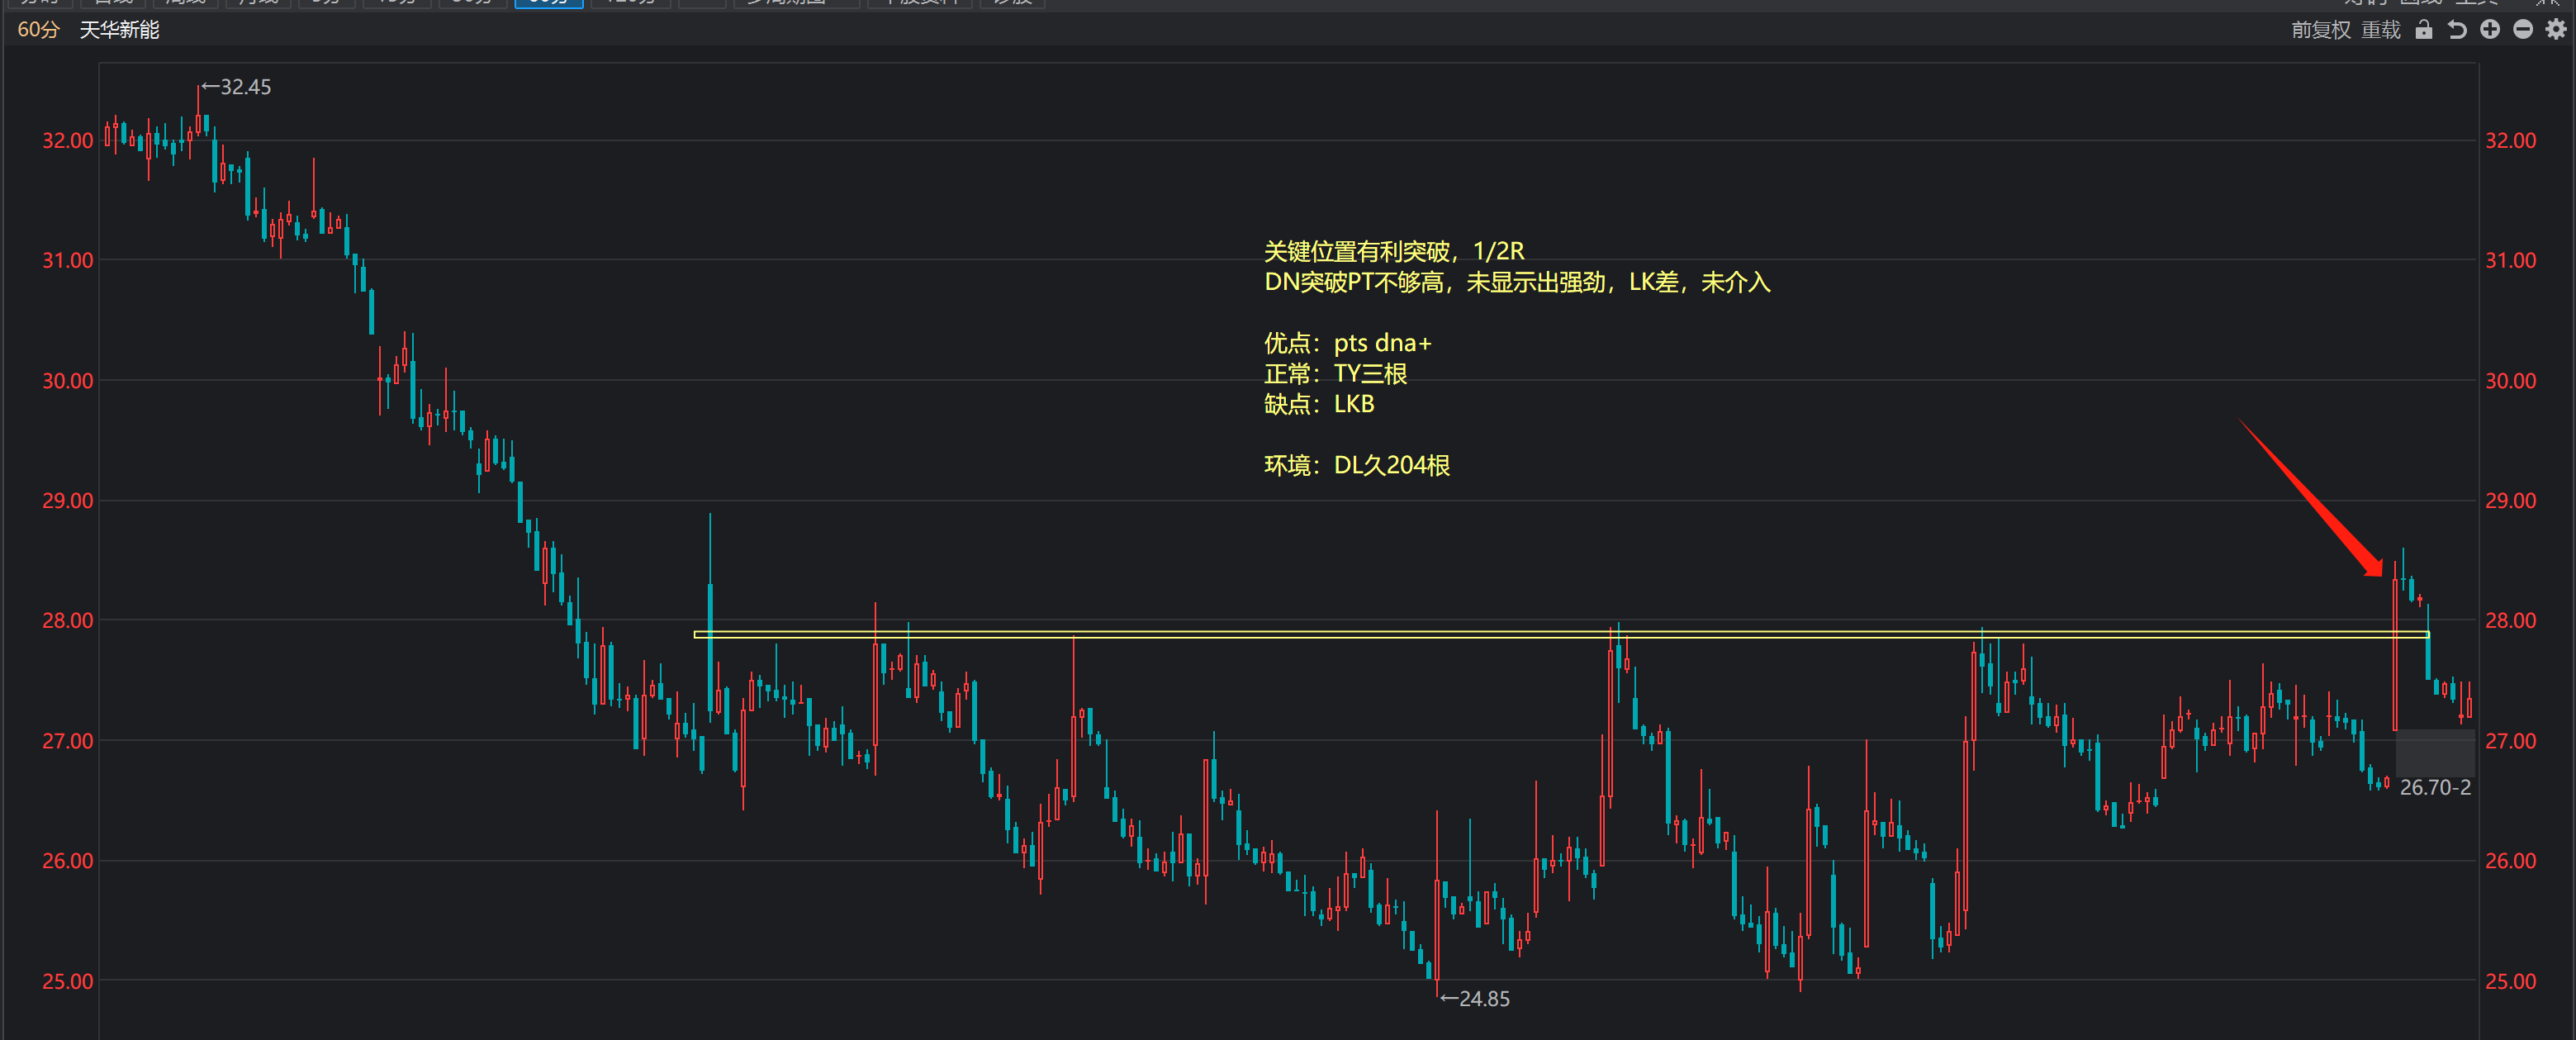 60分 天华新能
前复权 重载
←32.45
32.00 32.00
31.00 31.00
关键位置有利突破，1/2R
DN突破PT不够高，未显示出强劲，LK差，未介入
优点：pts dna+
正常：TY三根
缺点：LKB
环境：DL久204根
30.00 30.00
29.00 29.00
28.00 28.00
27.00 27.00
26.70-2
26.00 26.00
25.00 25.00
←24.85